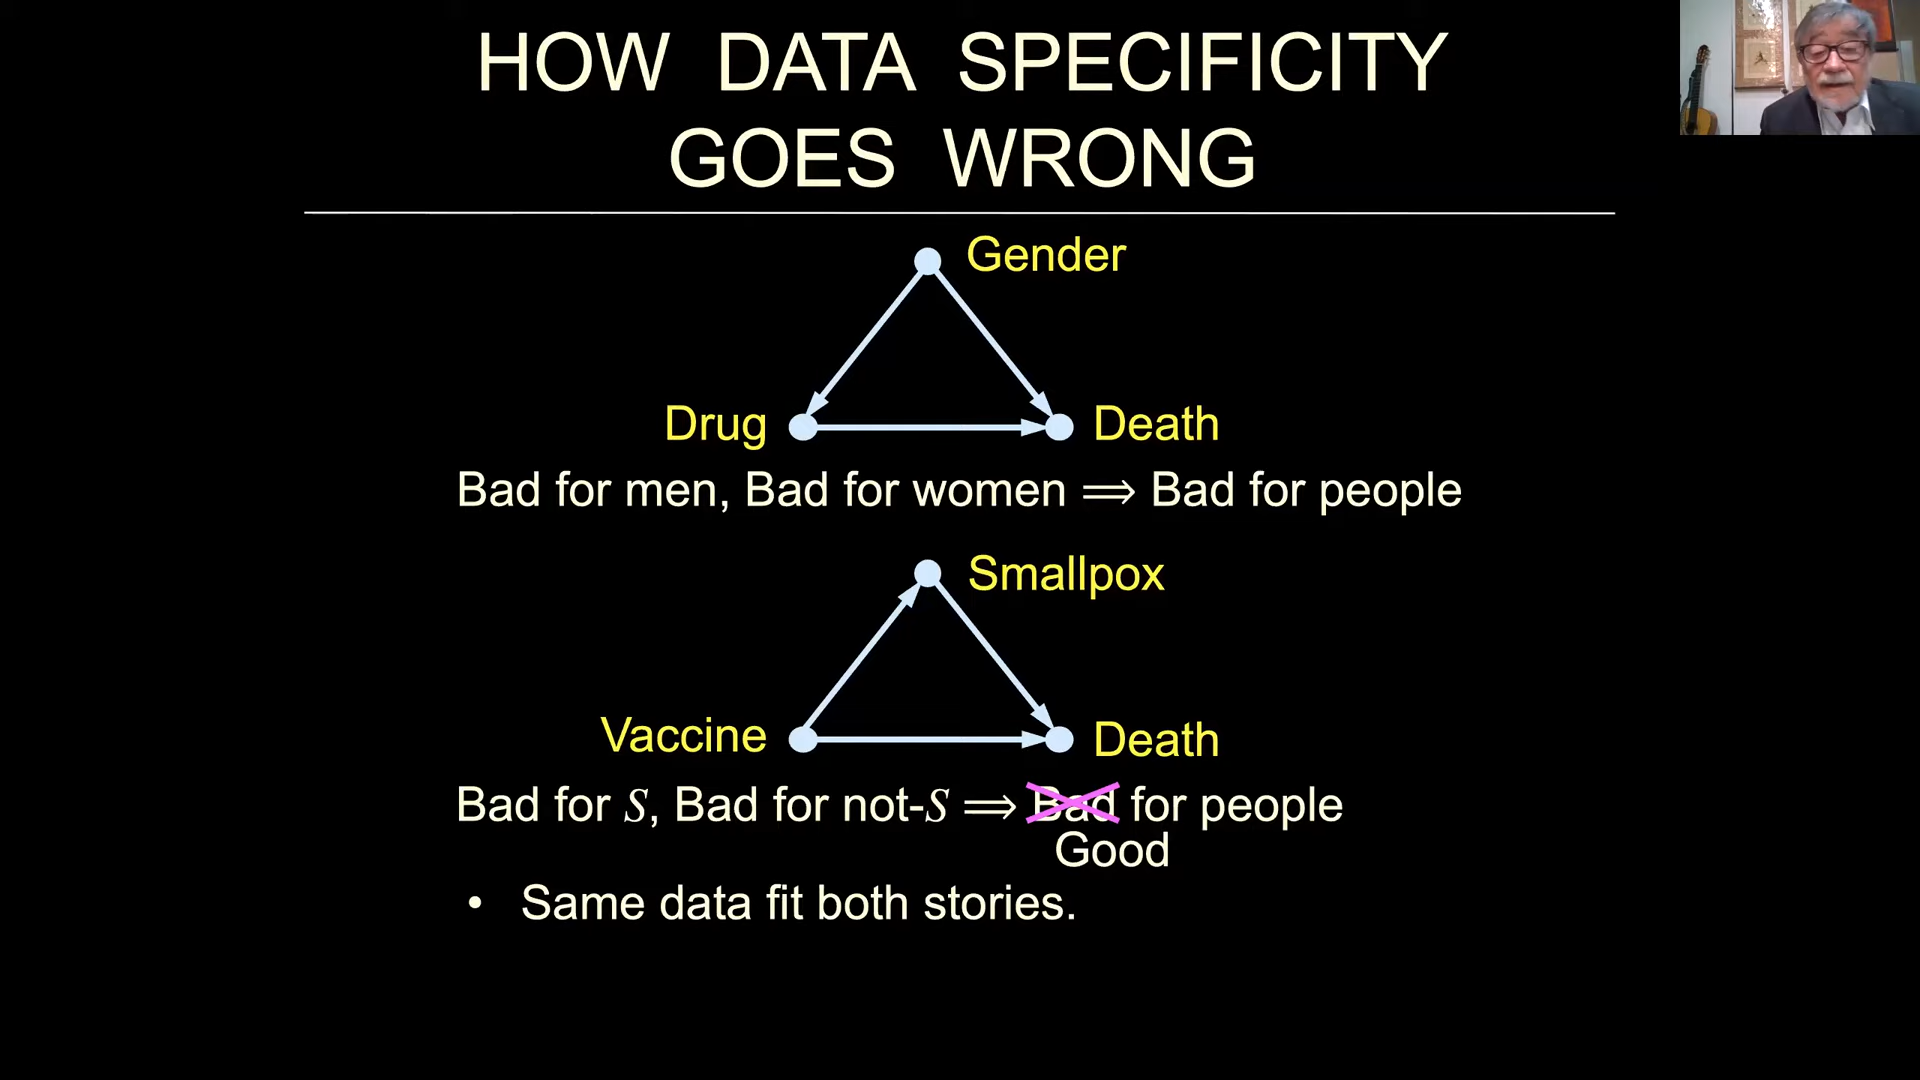 HOW DATA SPECIFICITY
GOES WRONG
Gender
Drug
Death
Bad for men, Bad for women ⟹ Bad for people
Smallpox
Vaccine
Death
Bad for S, Bad for not-S ⟹ Bad for people
Good
• Same data fit both stories.